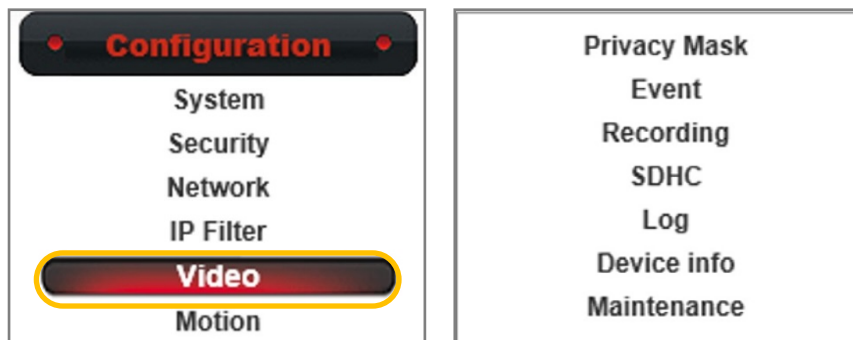 Configuration
System
Security
Network
IP Filter
Video
Motion
Privacy Mask
Event
Recording
SDHC
Log
Device info
Maintenance